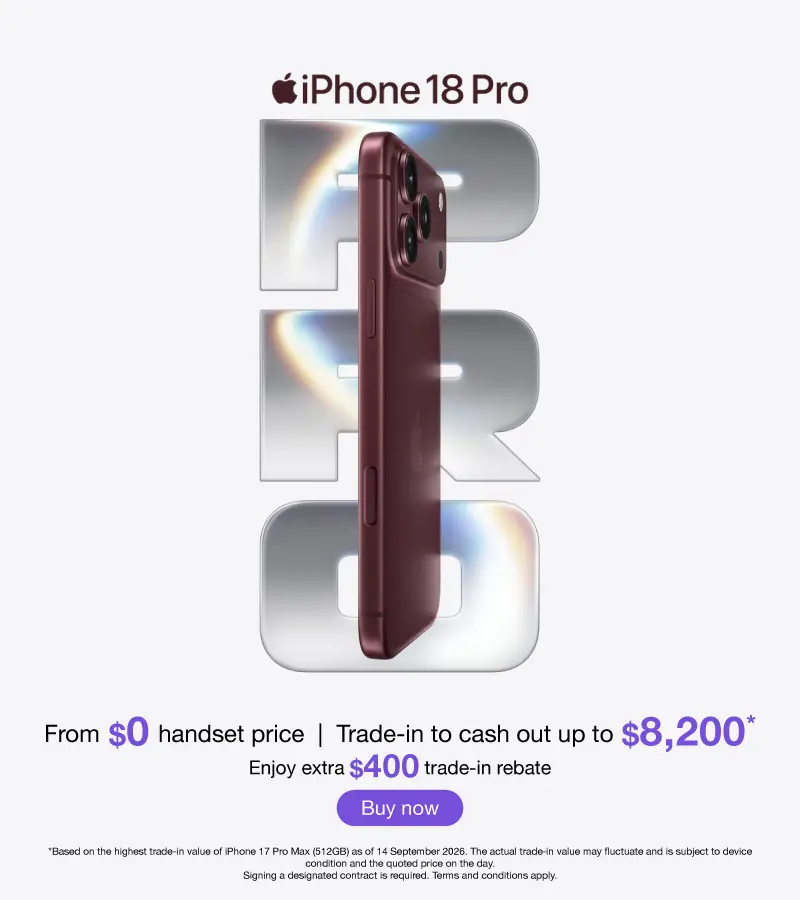 iPhone 18 Pro
PRO
From $0 handset price | Trade-in to cash out up to $8,200*
Enjoy extra $400 trade-in rebate
Buy now
*Based on the highest trade-in value of iPhone 17 Pro Max (512GB) as of 14 September 2026. The actual trade-in value may fluctuate and is subject to device
condition and the quoted price on the day.
Signing a designated contract is required. Terms and conditions apply.